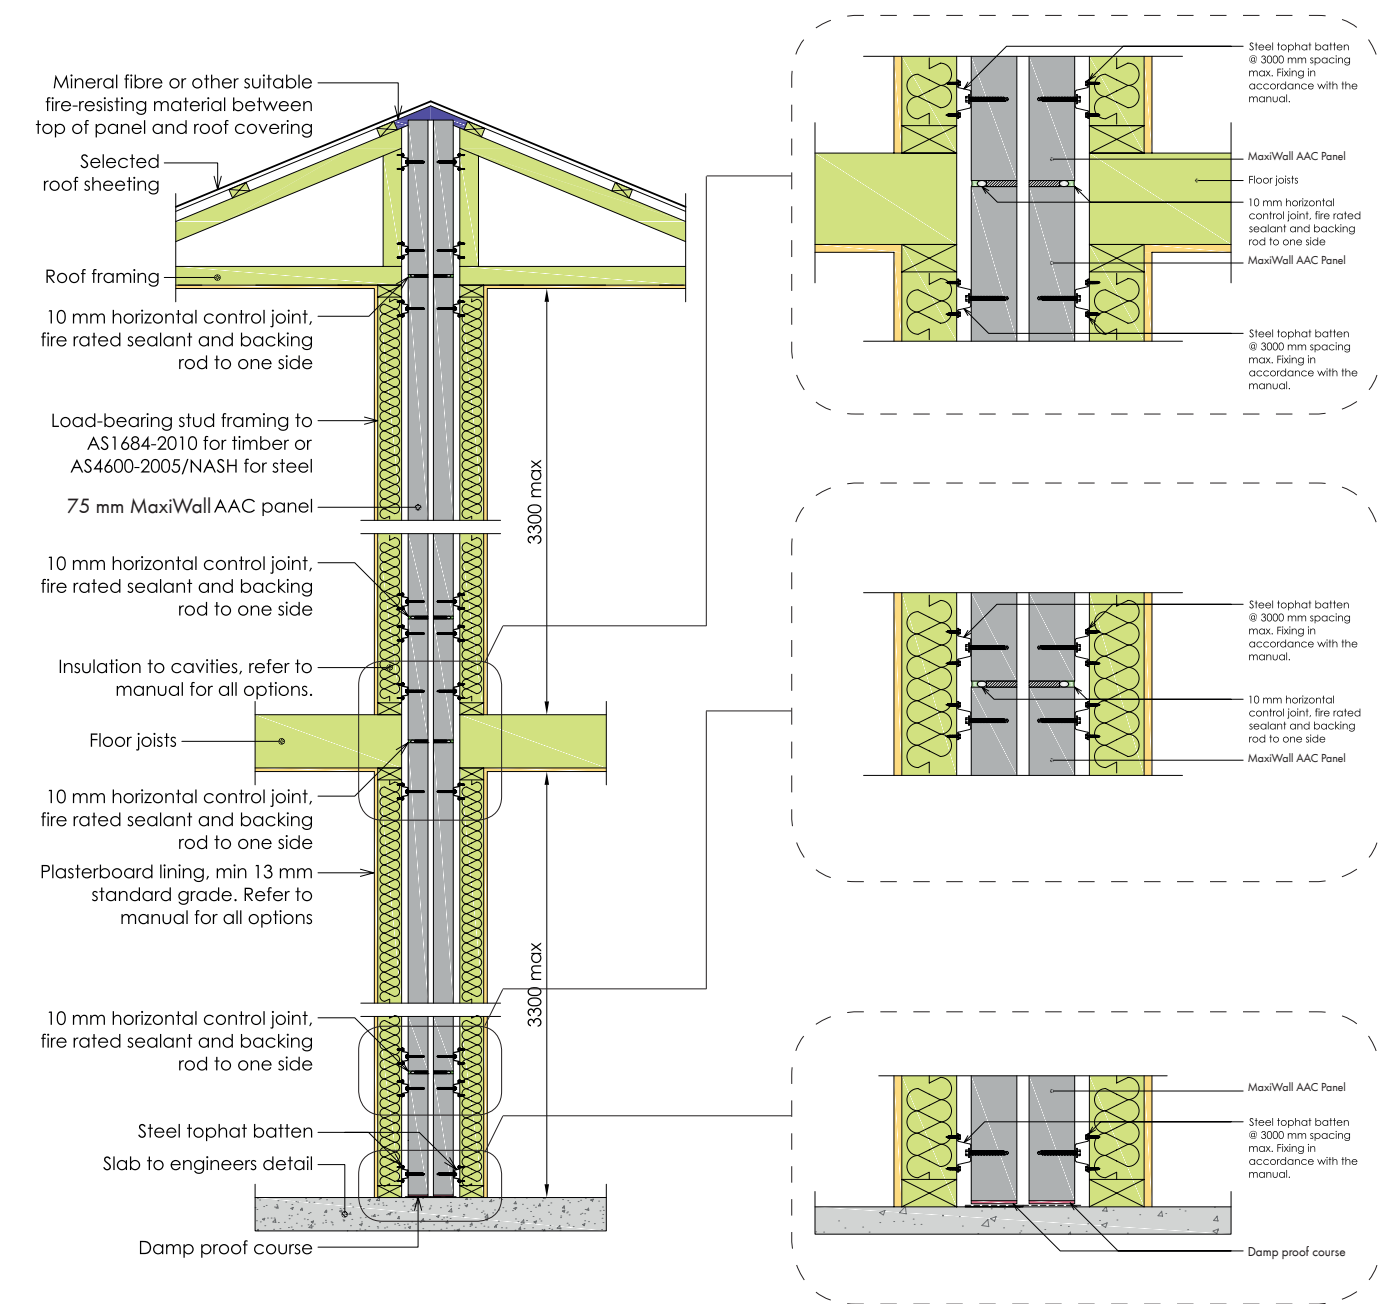 Mineral fibre or other suitable
fire-resisting material between
top of panel and roof covering
Selected
roof sheeting
Roof framing
10 mm horizontal control joint,
fire rated sealant and backing
rod to one side
Load-bearing stud framing to
AS1684-2010 for timber or
AS4600-2005/NASH for steel
75 mm MaxiWall AAC panel
10 mm horizontal control joint,
fire rated sealant and backing
rod to one side
Insulation to cavities, refer to
manual for all options.
Floor joists
10 mm horizontal control joint,
fire rated sealant and backing
rod to one side
Plasterboard lining, min 13 mm
standard grade. Refer to
manual for all options
10 mm horizontal control joint,
fire rated sealant and backing
rod to one side
Steel tophat batten
Slab to engineers detail
Damp proof course
3300 max
3300 max
Steel tophat batten
@ 3000 mm spacing
max. Fixing in
accordance with the
manual.
MaxiWall AAC Panel
Floor joists
10 mm horizontal
control joint, fire rated
sealant and backing
rod to one side
MaxiWall AAC Panel
Steel tophat batten
@ 3000 mm spacing
max. Fixing in
accordance with the
manual.
Steel tophat batten
@ 3000 mm spacing
max. Fixing in
accordance with the
manual.
10 mm horizontal
control joint, fire rated
sealant and backing
rod to one side
MaxiWall AAC Panel
MaxiWall AAC Panel
Steel tophat batten
@ 3000 mm spacing
max. Fixing in
accordance with the
manual.
Damp proof course